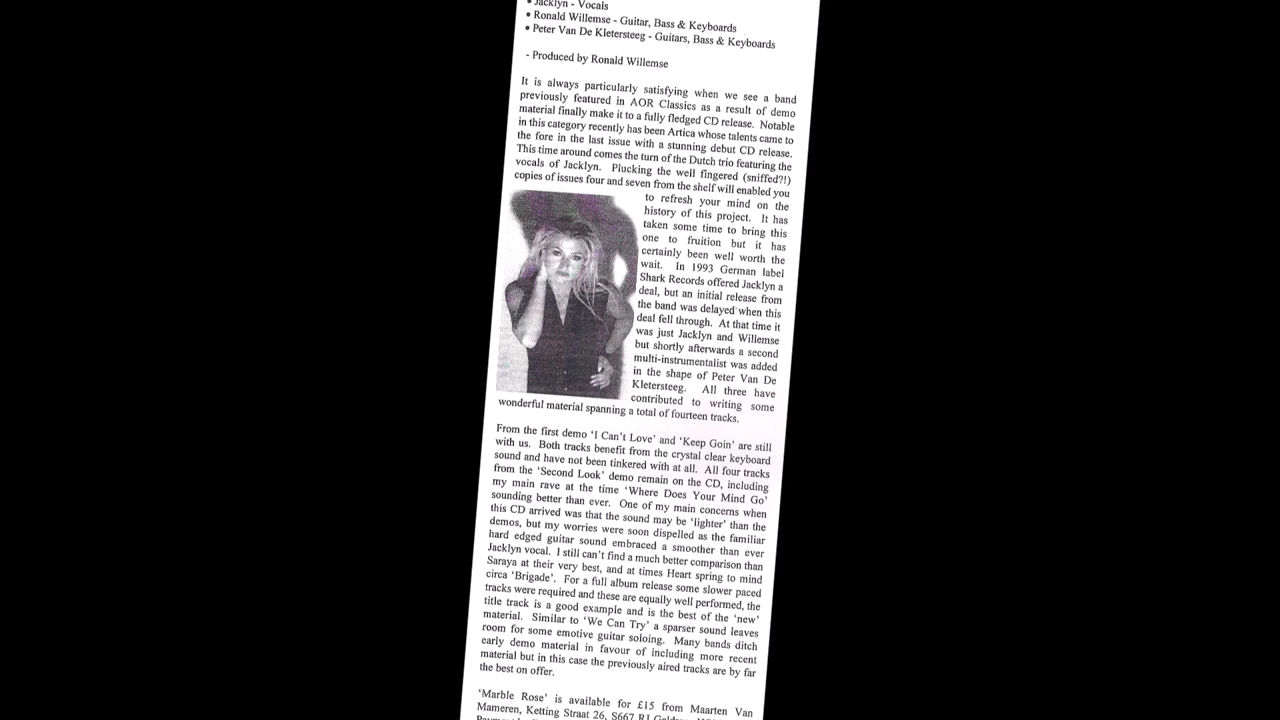 • Jacklyn - Vocals
• Ronald Willemse - Guitar, Bass & Keyboards
• Peter Van De Kletersteeg - Guitars, Bass & Keyboards
- Produced by Ronald Willemse
It is always particularly satisfying when we see a band
previously featured in AOR Classics as a result of demo
material finally make it to a fully fledged CD release. Notable
in this category recently has been Artica whose talents came to
the fore in the last issue with a stunning debut CD release.
This time around comes the turn of the Dutch trio featuring the
vocals of Jacklyn. Plucking the well fingered (sniffed?!)
copies of issues four and seven from the shelf will enabled you
to refresh your mind on the
history of this project. It has
taken some time to bring this
one to fruition but it has
certainly been well worth the
wait. In 1993 German label
Shark Records offered Jacklyn a
deal, but an initial release from
the band was delayed when this
deal fell through. At that time it
was just Jacklyn and Willemse
but shortly afterwards a second
multi-instrumentalist was added
in the shape of Peter Van De
Kletersteeg. All three have
contributed to writing some
wonderful material spanning a total of fourteen tracks.
From the first demo ‘I Can’t Love’ and ‘Keep Goin’ are still
with us. Both tracks benefit from the crystal clear keyboard
sound and have not been tinkered with at all. All four tracks
from the ‘Second Look’ demo remain on the CD, including
my main rave at the time ‘Where Does Your Mind Go’
sounding better than ever. One of my main concerns when
this CD arrived was that the sound may be ‘lighter’ than the
demos, but my worries were soon dispelled as the familiar
hard edged guitar sound embraced a smoother than ever
Jacklyn vocal. I still can’t find a much better comparison than
Saraya at their very best, and at times Heart spring to mind
circa ‘Brigade’. For a full album release some slower paced
tracks were required and these are equally well performed, the
title track is a good example and is the best of the ‘new’
material. Similar to ‘We Can Try’ a sparser sound leaves
room for some emotive guitar soloing. Many bands ditch
early demo material in favour of including more recent
material but in this case the previously aired tracks are by far
the best on offer.
‘Marble Rose’ is available for £15 from Maarten Van
Mameren, Ketting Straat 26, S667 RJ